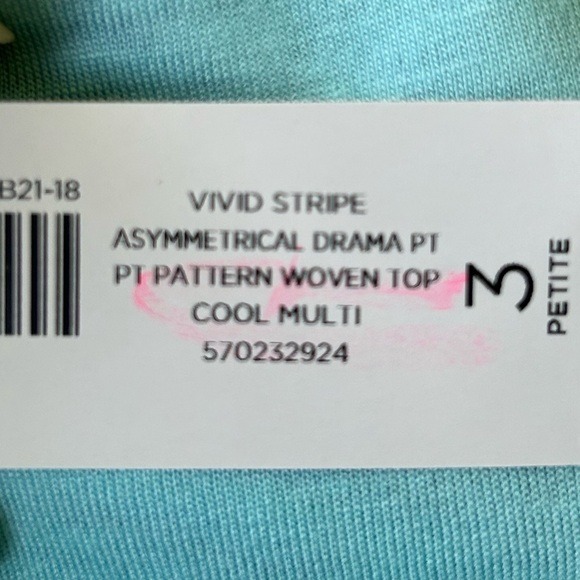 B21-18
VIVID STRIPE
ASYMMETRICAL DRAMA PT
PT PATTERN WOVEN TOP
COOL MULTI
570232924
3
PETITE